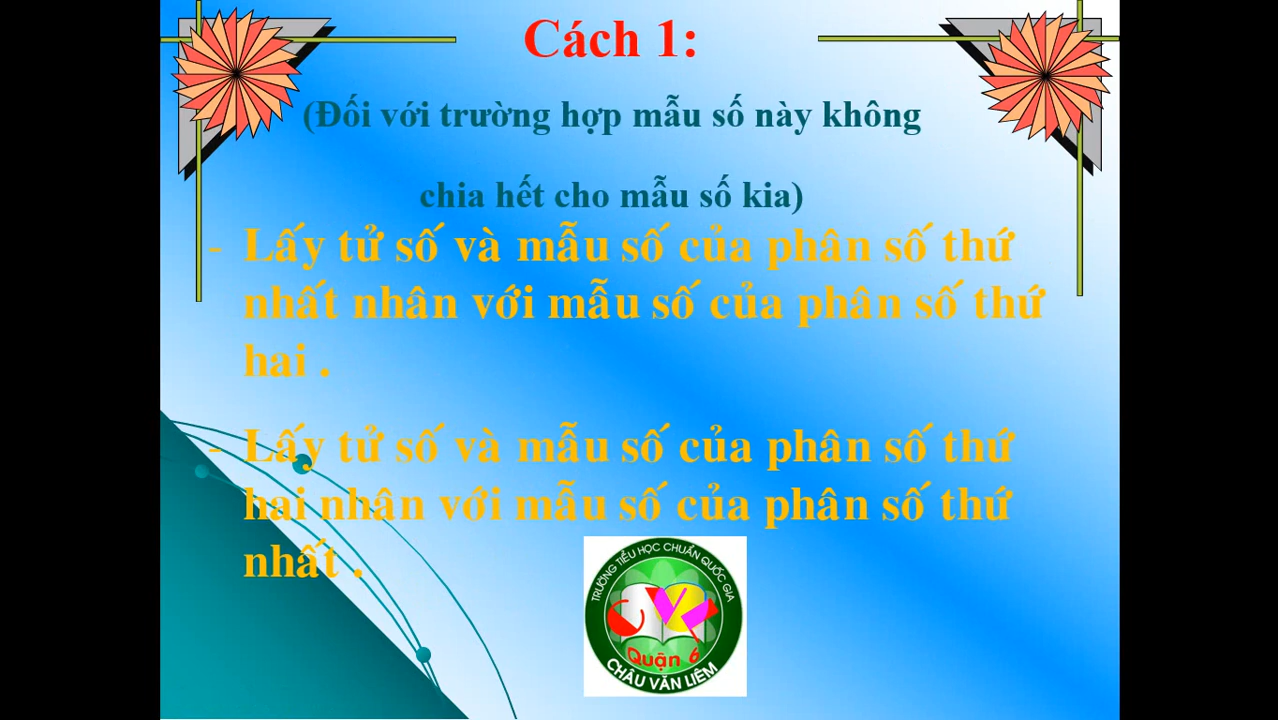 Cách 1:
(Đối với trường hợp mẫu số này không
chia hết cho mẫu số kia)
- Lấy tử số và mẫu số của phân số thứ
nhất nhân với mẫu số của phân số thứ
hai .
- Lấy tử số và mẫu số của phân số thứ
hai nhân với mẫu số của phân số thứ
nhất .
TRƯỜNG TIỂU HỌC CHUẨN QUỐC GIA
CVL
Quận 6
CHÂU VĂN LIÊM